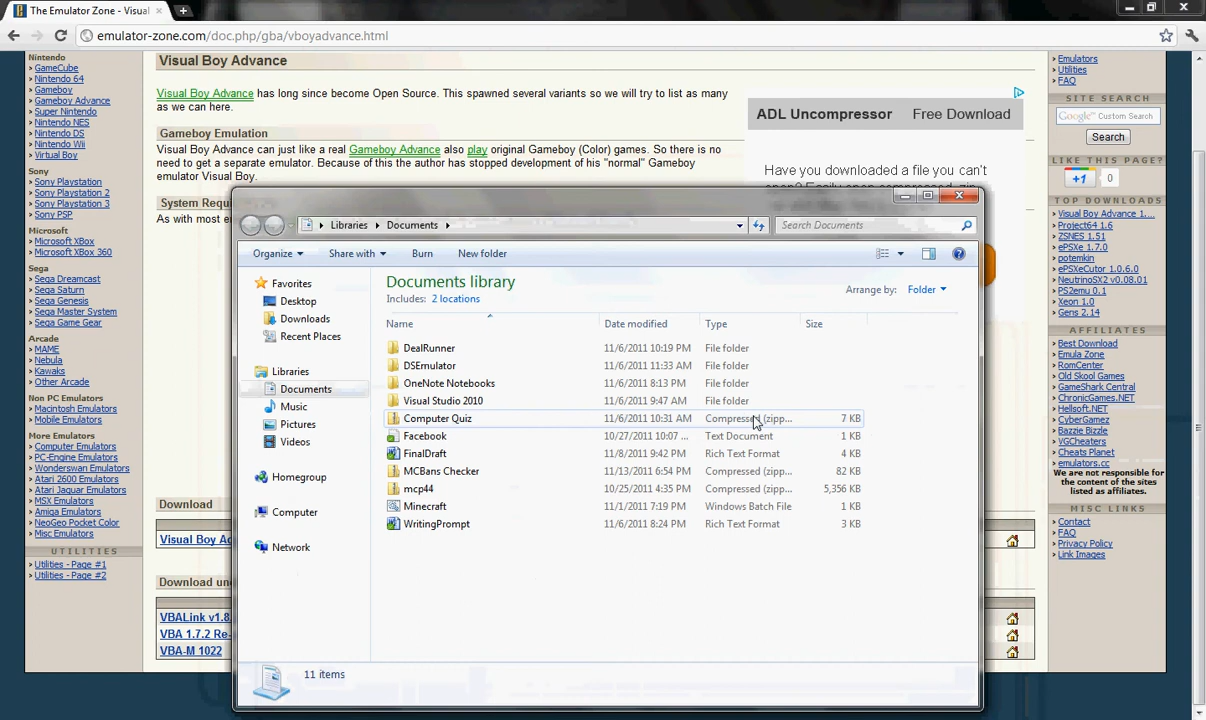 The Emulator Zone - Visual
emulator-zone.com/doc.php/gba/vboyadvance.html
Nintendo
GameCube
Nintendo 64
Gameboy
Gameboy Advance
Super Nintendo
Nintendo NES
Nintendo DS
Nintendo Wii
Virtual Boy
Sony
Sony Playstation
Sony Playstation 2
Sony Playstation 3
Sony PSP
Microsoft
Microsoft XBox
Microsoft XBox 360
Sega
Sega Dreamcast
Sega Saturn
Sega Genesis
Sega Master System
Sega Game Gear
Arcade
MAME
Nebula
Kawaks
Other Arcade
Non PC Emulators
Macintosh Emulators
Mobile Emulators
More Emulators
Computer Emulators
PC-Engine Emulators
Wonderswan Emulators
Atari 2600 Emulators
Atari Jaguar Emulators
MSX Emulators
Amiga Emulators
NeoGeo Pocket Color
Misc Emulators
UTILITIES
Utilities - Page #1
Utilities - Page #2
Visual Boy Advance
Visual Boy Advance has long since become Open Source. This spawned several variants so we will try to list as many
as we can here.
Gameboy Emulation
Visual Boy Advance can just like a real Gameboy Advance also play original Gameboy (Color) games. So there is no
need to get a separate emulator. Because of this the author has stopped development of his "normal" Gameboy
emulator Visual Boy.
System Requ
As with most e
Download
Visual Boy Ad
Download un
VBALink v1.8.
VBA 1.7.2 Re-
VBA-M 1022
ADL Uncompressor Free Download
Have you downloaded a file you can't
Libraries Documents
Search Documents
Organize Share with Burn New folder
Favorites
Desktop
Downloads
Recent Places
Libraries
Documents
Music
Pictures
Videos
Homegroup
Computer
Network
Documents library
Includes: 2 locations
Arrange by: Folder
Name Date modified Type Size
DealRunner 11/6/2011 10:19 PM File folder
DSEmulator 11/6/2011 11:33 AM File folder
OneNote Notebooks 11/6/2011 8:13 PM File folder
Visual Studio 2010 11/6/2011 9:47 AM File folder
Computer Quiz 11/6/2011 10:31 AM Compressed (zipp... 7 KB
Facebook 10/27/2011 10:07 ... Text Document 1 KB
FinalDraft 11/8/2011 9:42 PM Rich Text Format 4 KB
MCBans Checker 11/13/2011 6:54 PM Compressed (zipp... 82 KB
mcp44 10/25/2011 4:35 PM Compressed (zipp... 5,356 KB
Minecraft 11/1/2011 7:19 PM Windows Batch File 1 KB
WritingPrompt 11/6/2011 8:24 PM Rich Text Format 3 KB
11 items
Emulators
Utilities
FAQ
SITE SEARCH
Google™ Custom Search
Search
LIKE THIS PAGE?
+1 0
TOP DOWNLOADS
Visual Boy Advance 1....
Project64 1.6
ZSNES 1.51
ePSXe 1.7.0
potemkin
ePSXeCutor 1.0.6.0
NeutrinoSX2 v0.08.01
PS2emu 0.1
Xeon 1.0
Gens 2.14
AFFILIATES
Best Download
Emula Zone
RomCenter
Old Skool Games
GameShark Central
ChronicGames.NET
Hellsoft.NET
CyberGames
Bazzie Bizzle
VGCheaters
Cheats Planet
emulators.cc
We are not responsible for
the content of the sites
listed as affiliates.
MISC LINKS
Contact
FAQ
Privacy Policy
Link Images